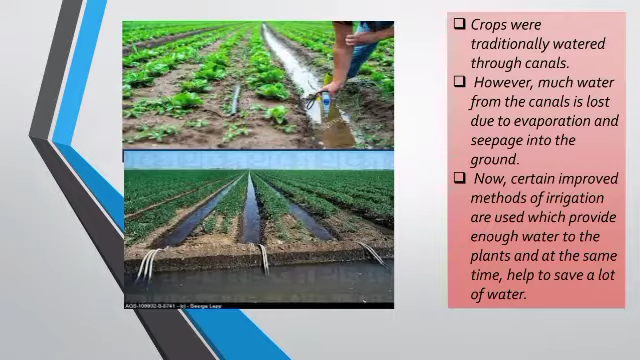 Crops were
traditionally watered
through canals.
However, much water
from the canals is lost
due to evaporation and
seepage into the
ground.
Now, certain improved
methods of irrigation
are used which provide
enough water to the
plants and at the same
time, help to save a lot
of water.
(c) - George Lepp